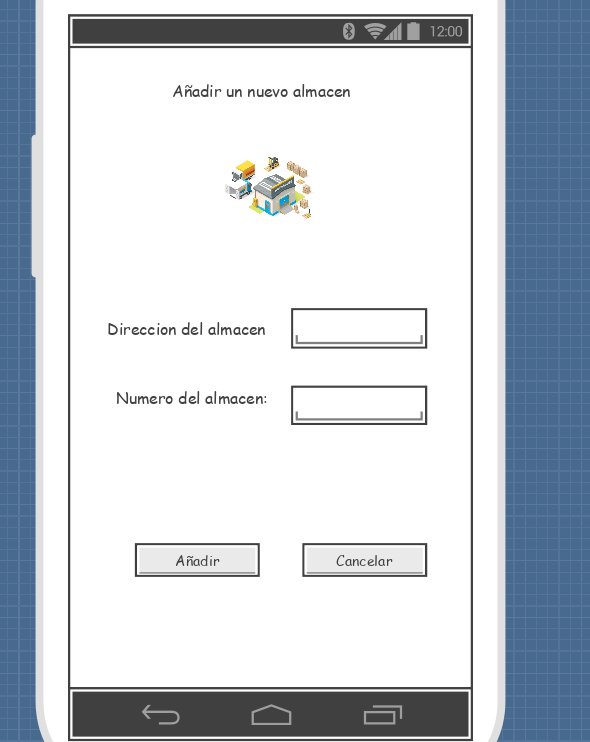 12:00
Añadir un nuevo almacen
Direccion del almacen
Numero del almacen:
Añadir
Cancelar